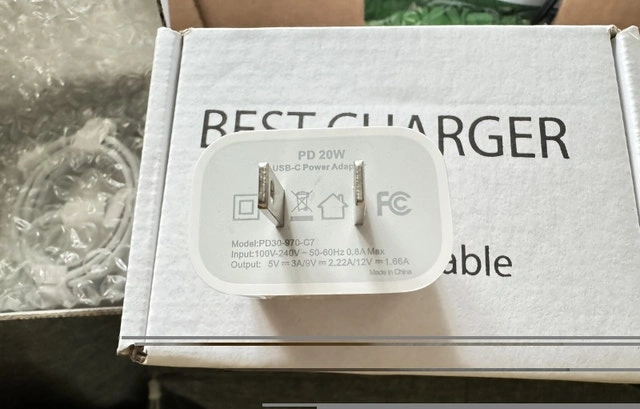 BEST CHARGER
PD 20W
USB-C Power Adap
FC
Model:PD30-970-C7
Input:100V-240V ~ 50-60Hz 0.8A Max
Output: 5V⎓3A/9V⎓2.22A/12V⎓1.66A
Made in China
able